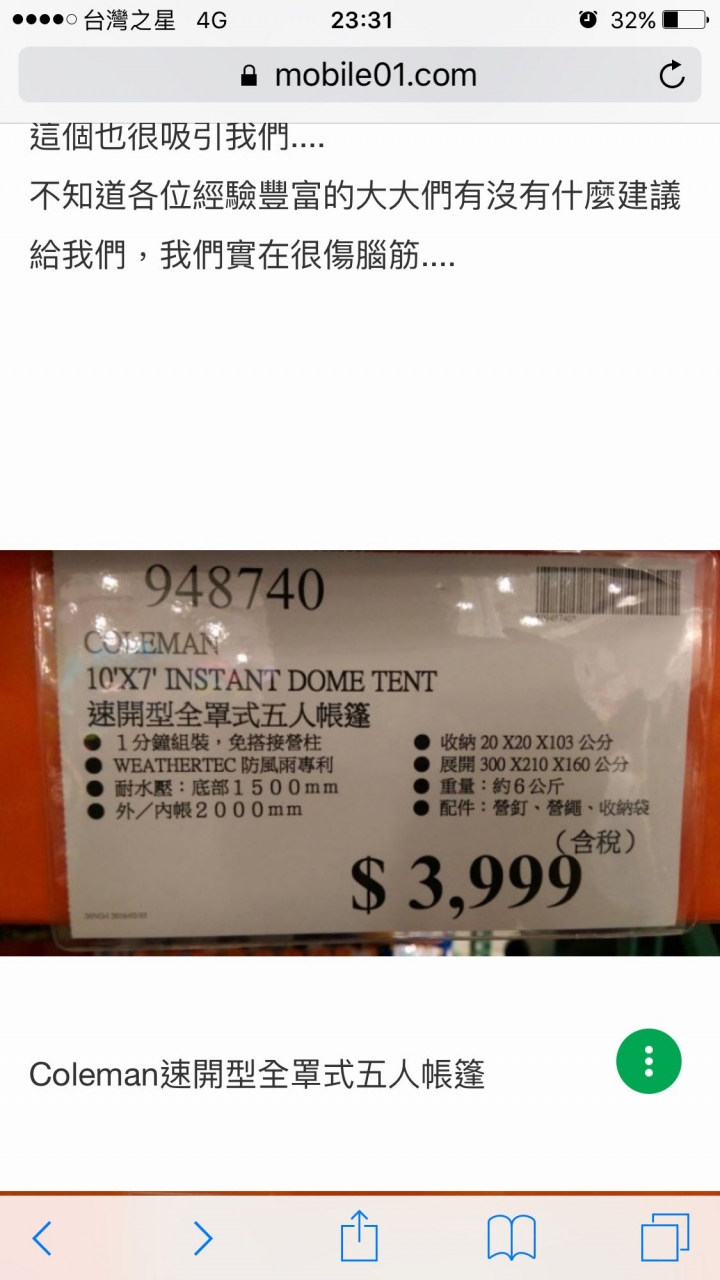 台灣之星 4G 23:31 32%
mobile01.com
這個也很吸引我們....
不知道各位經驗豐富的大大們有沒有什麼建議
給我們，我們實在很傷腦筋....
948740
COLEMAN
10'X7' INSTANT DOME TENT
速開型全罩式五人帳篷
● 1分鐘組裝，免搭接營柱
● WEATHERTEC 防風雨專利
● 耐水壓：底部1500mm
● 外／內帳2000mm
● 收納 20 X20 X103 公分
● 展開 300 X210 X160 公分
● 重量：約6公斤
● 配件：營釘、營繩、收納袋
（含稅）
$ 3,999
Coleman速開型全罩式五人帳篷